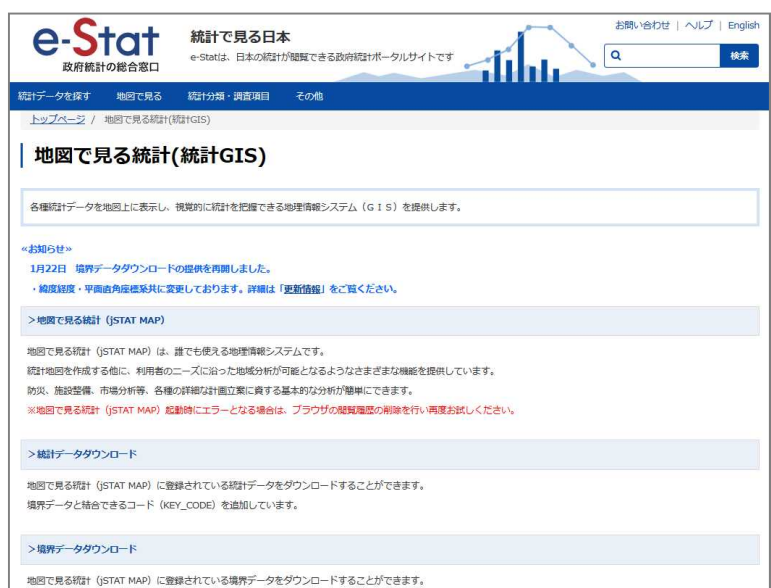 e-Stat
政府統計の総合窓口
統計で見る日本
e-Statは、日本の統計が閲覧できる政府統計ポータルサイトです
お問い合わせ | ヘルプ | English
検索
統計データを探す 地図で見る 統計分類・調査項目 その他
トップページ / 地図で見る統計(統計GIS)
地図で見る統計(統計GIS)
各種統計データを地図上に表示し、視覚的に統計を把握できる地理情報システム（ＧＩＳ）を提供します。
«お知らせ»
1月22日 境界データダウンロードの提供を再開しました。
・緯度経度・平面直角座標系共に変更しております。詳細は「更新情報」をご覧ください。
＞地図で見る統計（jSTAT MAP）
地図で見る統計（jSTAT MAP）は、誰でも使える地理情報システムです。
統計地図を作成する他に、利用者のニーズに沿った地域分析が可能となるようなさまざまな機能を提供しています。
防災、施設整備、市場分析等、各種の詳細な計画立案に資する基本的な分析が簡単にできます。
※地図で見る統計（jSTAT MAP）起動時にエラーとなる場合は、ブラウザの閲覧履歴の削除を行い再度お試しください。
＞統計データダウンロード
地図で見る統計（jSTAT MAP）に登録されている統計データをダウンロードすることができます。
境界データと結合できるコード（KEY_CODE）を追加しています。
＞境界データダウンロード
地図で見る統計（jSTAT MAP）に登録されている境界データをダウンロードすることができます。